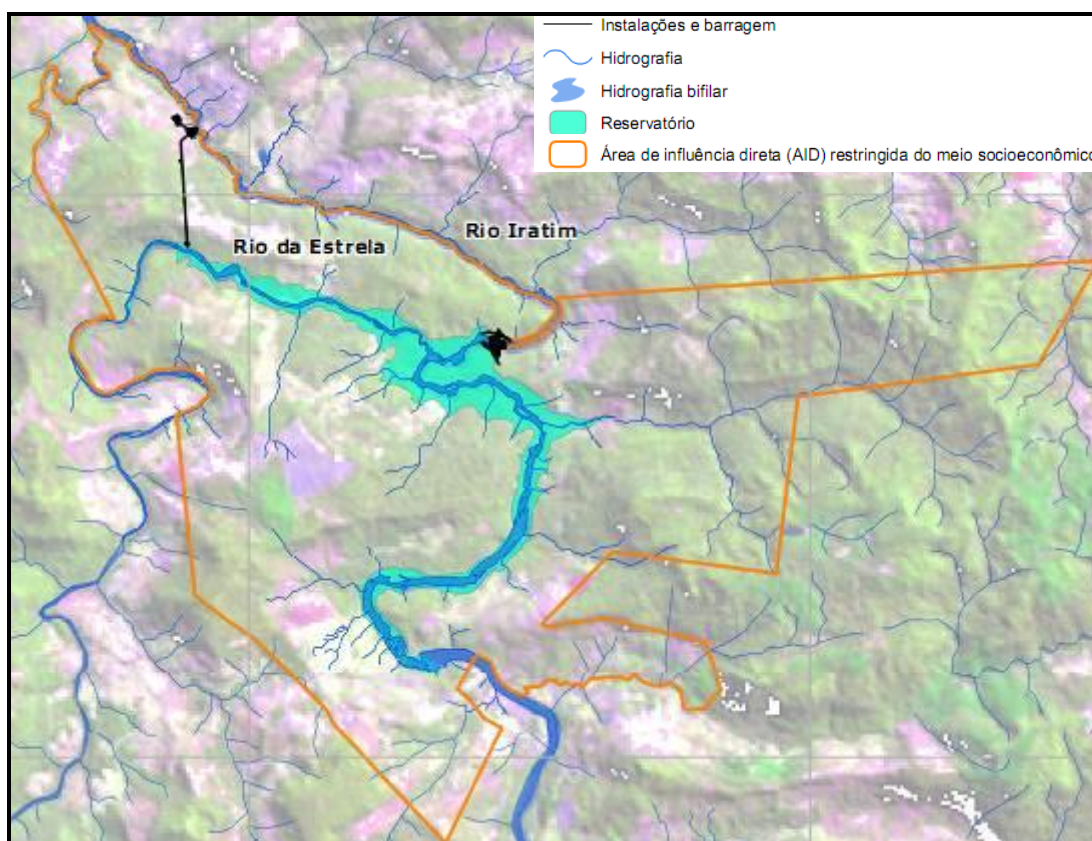 Instalações e barragem
Hidrografia
Hidrografia bifilar
Reservatório
Área de influência direta (AID) restringida do meio socioeconômico
Rio Iratim
Rio da Estrela